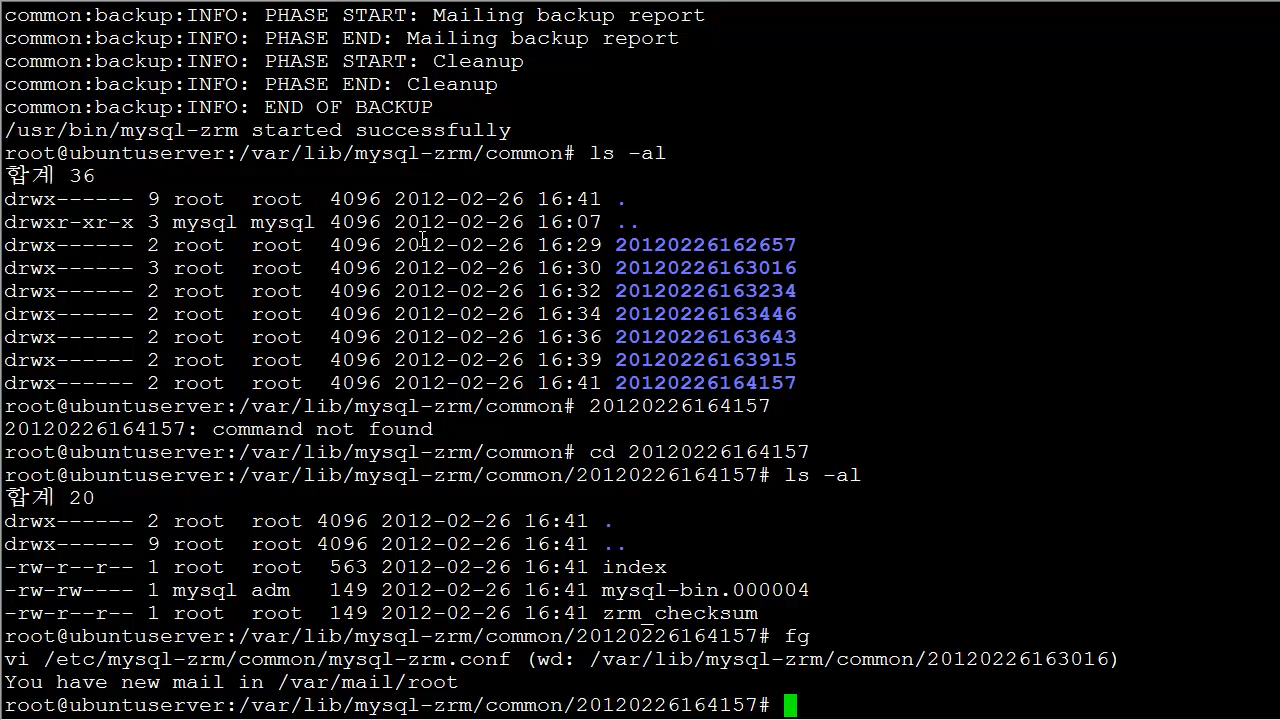 common:backup:INFO: PHASE START: Mailing backup report
common:backup:INFO: PHASE END: Mailing backup report
common:backup:INFO: PHASE START: Cleanup
common:backup:INFO: PHASE END: Cleanup
common:backup:INFO: END OF BACKUP
/usr/bin/mysql-zrm started successfully
root@ubuntuserver:/var/lib/mysql-zrm/common# ls -al
합계 36
drwx------ 9 root  root  4096 2012-02-26 16:41 .
drwxr-xr-x 3 mysql mysql 4096 2012-02-26 16:07 ..
drwx------ 2 root  root  4096 2012-02-26 16:29 20120226162657
drwx------ 3 root  root  4096 2012-02-26 16:30 20120226163016
drwx------ 2 root  root  4096 2012-02-26 16:32 20120226163234
drwx------ 2 root  root  4096 2012-02-26 16:34 20120226163446
drwx------ 2 root  root  4096 2012-02-26 16:36 20120226163643
drwx------ 2 root  root  4096 2012-02-26 16:39 20120226163915
drwx------ 2 root  root  4096 2012-02-26 16:41 20120226164157
root@ubuntuserver:/var/lib/mysql-zrm/common# 20120226164157
20120226164157: command not found
root@ubuntuserver:/var/lib/mysql-zrm/common# cd 20120226164157
root@ubuntuserver:/var/lib/mysql-zrm/common/20120226164157# ls -al
합계 20
drwx------ 2 root  root 4096 2012-02-26 16:41 .
drwx------ 9 root  root 4096 2012-02-26 16:41 ..
-rw-r--r-- 1 root  root  563 2012-02-26 16:41 index
-rw-rw---- 1 mysql adm   149 2012-02-26 16:41 mysql-bin.000004
-rw-r--r-- 1 root  root  149 2012-02-26 16:41 zrm_checksum
root@ubuntuserver:/var/lib/mysql-zrm/common/20120226164157# fg
vi /etc/mysql-zrm/common/mysql-zrm.conf (wd: /var/lib/mysql-zrm/common/20120226163016)
You have new mail in /var/mail/root
root@ubuntuserver:/var/lib/mysql-zrm/common/20120226164157#